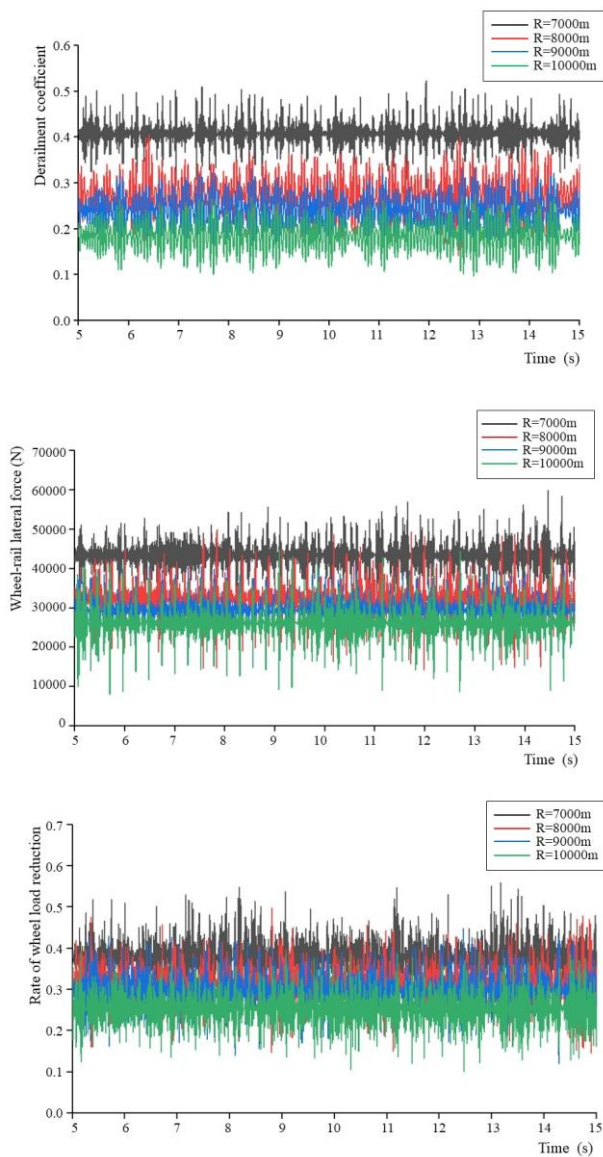 R=7000m
R=8000m
R=9000m
R=10000m
Derailment coefficient
0.6
0.5
0.4
0.3
0.2
0.1
0.0
5 6 7 8 9 10 11 12 13 14 15
Time (s)
R=7000m
R=8000m
R=9000m
R=10000m
Wheel-rail lateral force (N)
70000
60000
50000
40000
30000
20000
10000
0
5 6 7 8 9 10 11 12 13 14 15
Time (s)
R=7000m
R=8000m
R=9000m
R=10000m
Rate of wheel load reduction
0.7
0.6
0.5
0.4
0.3
0.2
0.1
0.0
5 6 7 8 9 10 11 12 13 14 15
Time (s)